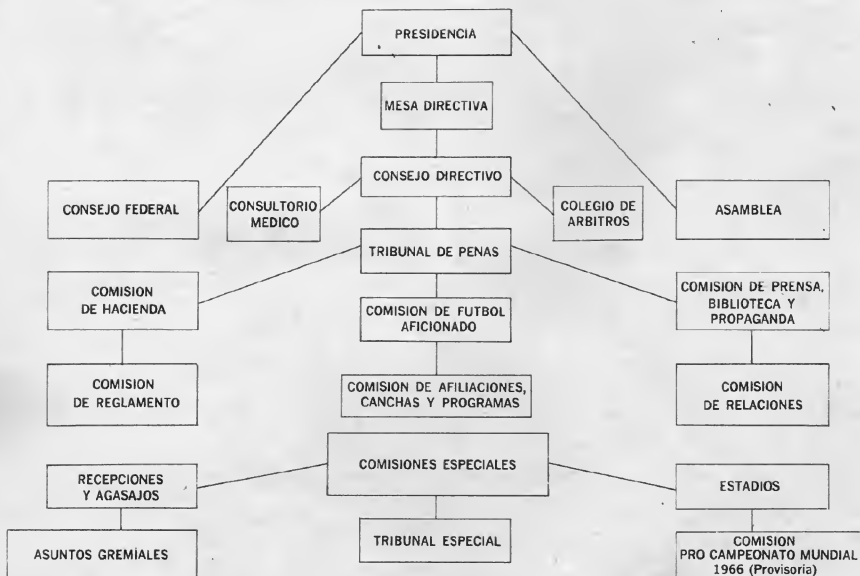 PRESIDENCIA
MESA DIRECTIVA
CONSEJO DIRECTIVO
CONSEJO FEDERAL
CONSULTORIO
MEDICO
COLEGIO DE
ARBITROS
ASAMBLEA
TRIBUNAL DE PENAS
COMISION
DE HACIENDA
COMISION DE FUTBOL
AFICIONADO
COMISION DE PRENSA,
BIBLIOTECA Y
PROPAGANDA
COMISION
DE REGLAMENTO
COMISION DE AFILIACIONES,
CANCHAS Y PROGRAMAS
COMISION
DE RELACIONES
COMISIONES ESPECIALES
RECEPCIONES
Y AGASAJOS
ESTADIOS
TRIBUNAL ESPECIAL
ASUNTOS GREMIALES
COMISION
PRO CAMPEONATO MUNDIAL
1966 (Provisoria)